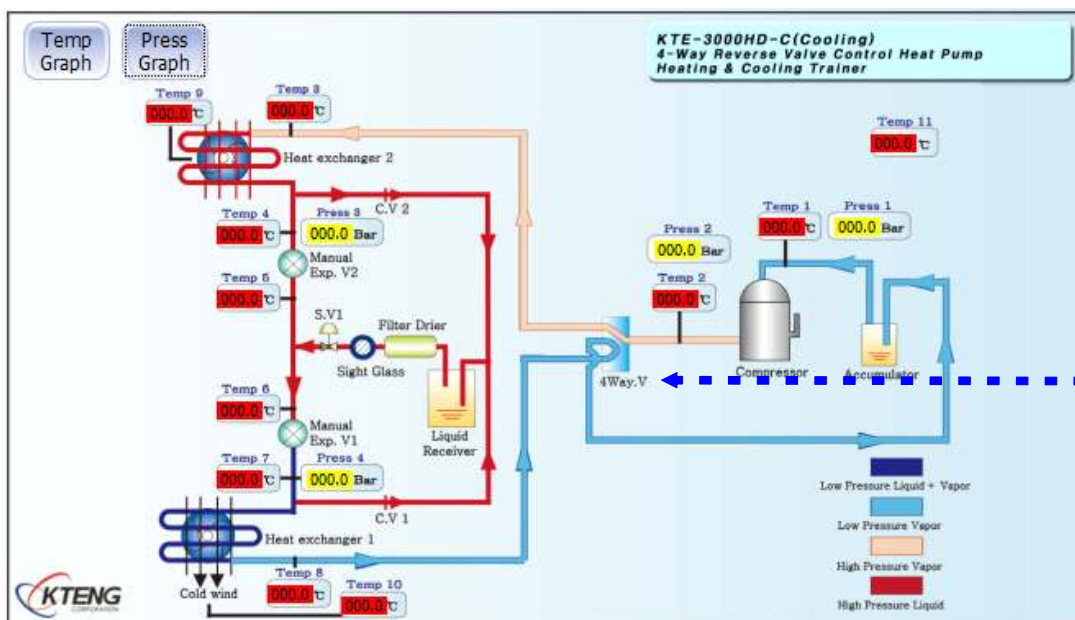 Temp
Graph
Press
Graph
KTE-3000HD-C(Cooling)
4-Way Reverse Valve Control Heat Pump
Heating & Cooling Trainer
Temp 9
000.0 ℃
Temp 3
000.0 ℃
Temp 11
000.0 ℃
Heat exchanger 2
C.V 2
Temp 4
000.0 ℃
Press 3
000.0 Bar
Manual
Exp. V2
Temp 5
000.0 ℃
Press 2
000.0 Bar
Temp 1
000.0 ℃
Press 1
000.0 Bar
Temp 2
000.0 ℃
S.V1
Filter Drier
Sight Glass
4Way.V
Compressor
Accumulator
Temp 6
000.0 ℃
Manual
Exp. V1
Liquid
Receiver
Temp 7
000.0 ℃
Press 4
000.0 Bar
C.V 1
Heat exchanger 1
Cold wind
Temp 8
000.0 ℃
Temp 10
000.0 ℃
Low Pressure Liquid + Vapor
Low Pressure Vapor
High Pressure Vapor
High Pressure Liquid
KTENG
CORPORATION